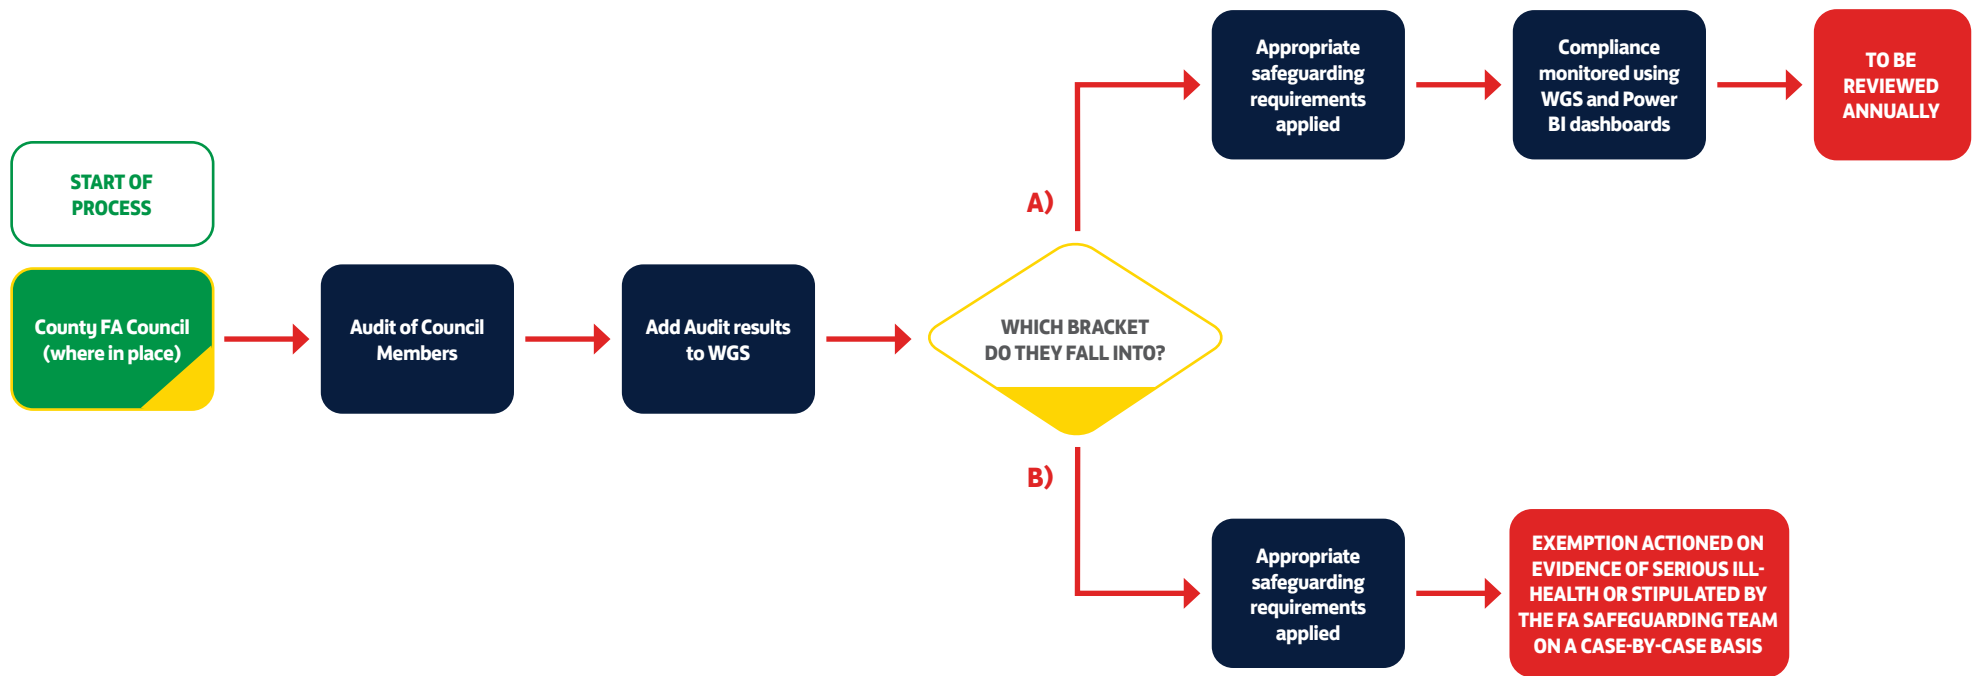 START OF
PROCESS
County FA Council
(where in place)
Audit of Council
Members
Add Audit results
to WGS
WHICH BRACKET
DO THEY FALL INTO?
A)
Appropriate
safeguarding
requirements
applied
Compliance
monitored using
WGS and Power
BI dashboards
TO BE
REVIEWED
ANNUALLY
B)
Appropriate
safeguarding
requirements
applied
EXEMPTION ACTIONED ON
EVIDENCE OF SERIOUS ILL-
HEALTH OR STIPULATED BY
THE FA SAFEGUARDING TEAM
ON A CASE-BY-CASE BASIS